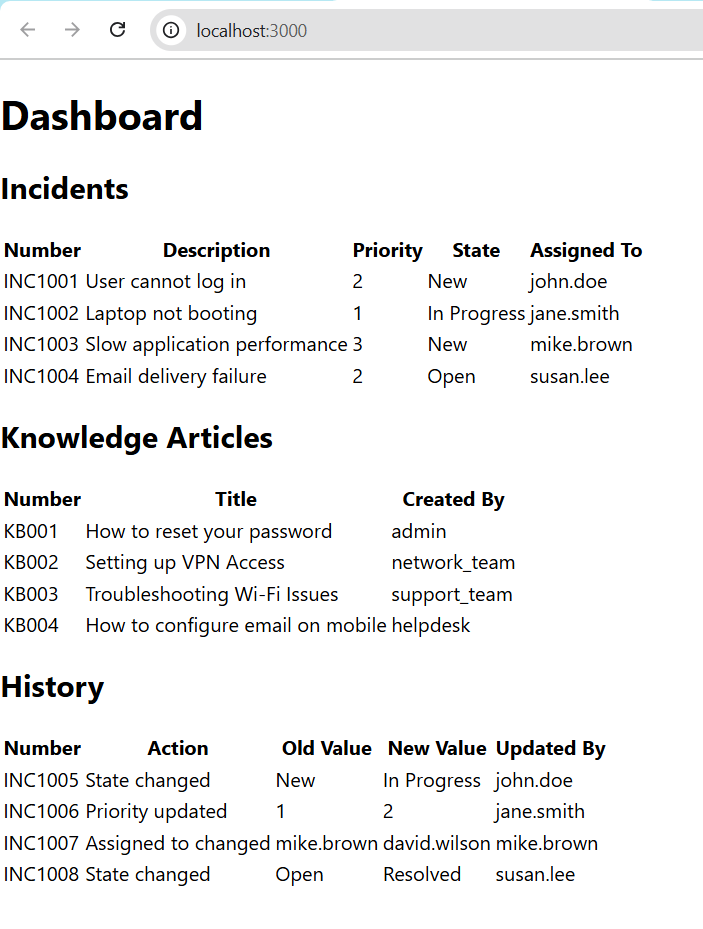 localhost:3000
Dashboard
Incidents
Number Description Priority State Assigned To
INC1001 User cannot log in 2 New john.doe
INC1002 Laptop not booting 1 In Progress jane.smith
INC1003 Slow application performance 3 New mike.brown
INC1004 Email delivery failure 2 Open susan.lee
Knowledge Articles
Number Title Created By
KB001 How to reset your password admin
KB002 Setting up VPN Access network_team
KB003 Troubleshooting Wi-Fi Issues support_team
KB004 How to configure email on mobile helpdesk
History
Number Action Old Value New Value Updated By
INC1005 State changed New In Progress john.doe
INC1006 Priority updated 1 2 jane.smith
INC1007 Assigned to changed mike.brown david.wilson mike.brown
INC1008 State changed Open Resolved susan.lee